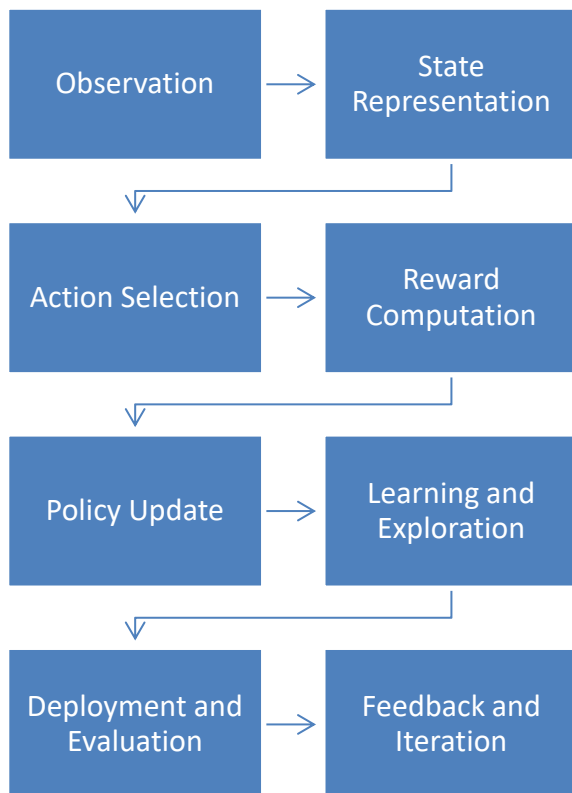 Observation
State
Representation
Action Selection
Reward
Computation
Policy Update
Learning and
Exploration
Deployment and
Evaluation
Feedback and
Iteration